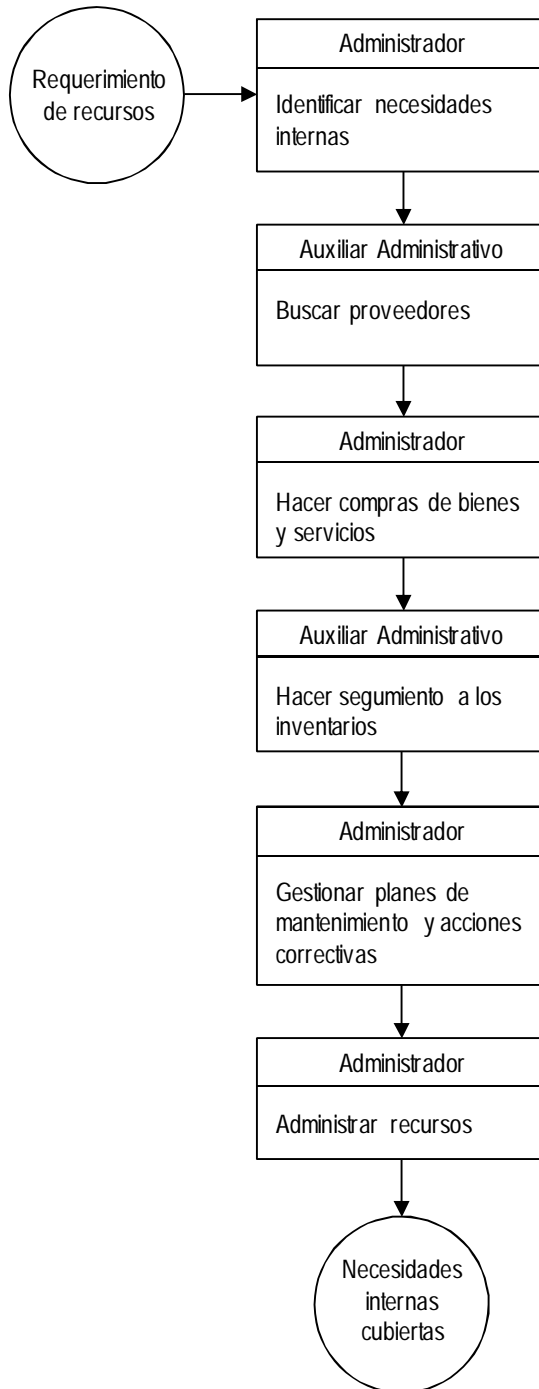 Requerimiento
de recursos
Administrador
Identificar necesidades
internas
Auxiliar Administrativo
Buscar proveedores
Administrador
Hacer compras de bienes
y servicios
Auxiliar Administrativo
Hacer segumiento a los
inventarios
Administrador
Gestionar planes de
mantenimiento y acciones
correctivas
Administrador
Administrar recursos
Necesidades
internas
cubiertas